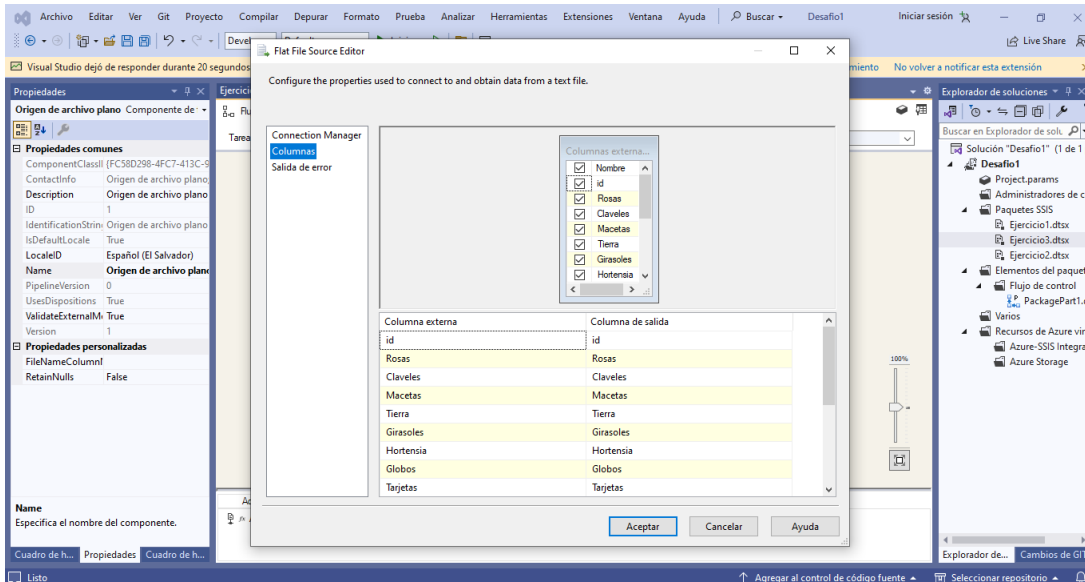 Archivo Editar Ver Git Proyecto Compilar Depurar Formato Prueba Analizar Herramientas Extensiones Ventana Ayuda Buscar Desafio1 Iniciar sesión
Devel
Live Share
Visual Studio dejó de responder durante 20 segundos
miento No volver a notificar esta extensión
Flat File Source Editor
Configure the properties used to connect to and obtain data from a text file.
Connection Manager
Columnas
Salida de error
Columnas externa...
Nombre
id
Rosas
Claveles
Macetas
Tierra
Girasoles
Hortensia
Columna externa Columna de salida
id id
Rosas Rosas
Claveles Claveles
Macetas Macetas
Tierra Tierra
Girasoles Girasoles
Hortensia Hortensia
Globos Globos
Tarjetas Tarjetas
Aceptar Cancelar Ayuda
Propiedades
Origen de archivo plano Componente de
Propiedades comunes
ComponentClassII {FC58D298-4FC7-413C-9
ContactInfo Origen de archivo plano;
Description Origen de archivo plano
ID 1
IdentificationStrin Origen de archivo plano
IsDefaultLocale True
LocaleID Español (El Salvador)
Name Origen de archivo plano
PipelineVersion 0
UsesDispositions True
ValidateExternalM True
Version 1
Propiedades personalizadas
FileNameColumnN
RetainNulls False
Name
Especifica el nombre del componente.
Cuadro de h... Propiedades Cuadro de h...
Ejercicio
Flu
Tarea
100%
Explorador de soluciones
Buscar en Explorador de solu
Solución "Desafio1" (1 de 1
Desafio1
Project.params
Administradores de c
Paquetes SSIS
Ejercicio1.dtsx
Ejercicio3.dtsx
Ejercicio2.dtsx
Elementos del paquet
Flujo de control
PackagePart1.
Varios
Recursos de Azure vin
Azure-SSIS Integra
Azure Storage
Explorador de... Cambios de GIT
Listo Agregar al control de código fuente Seleccionar repositorio